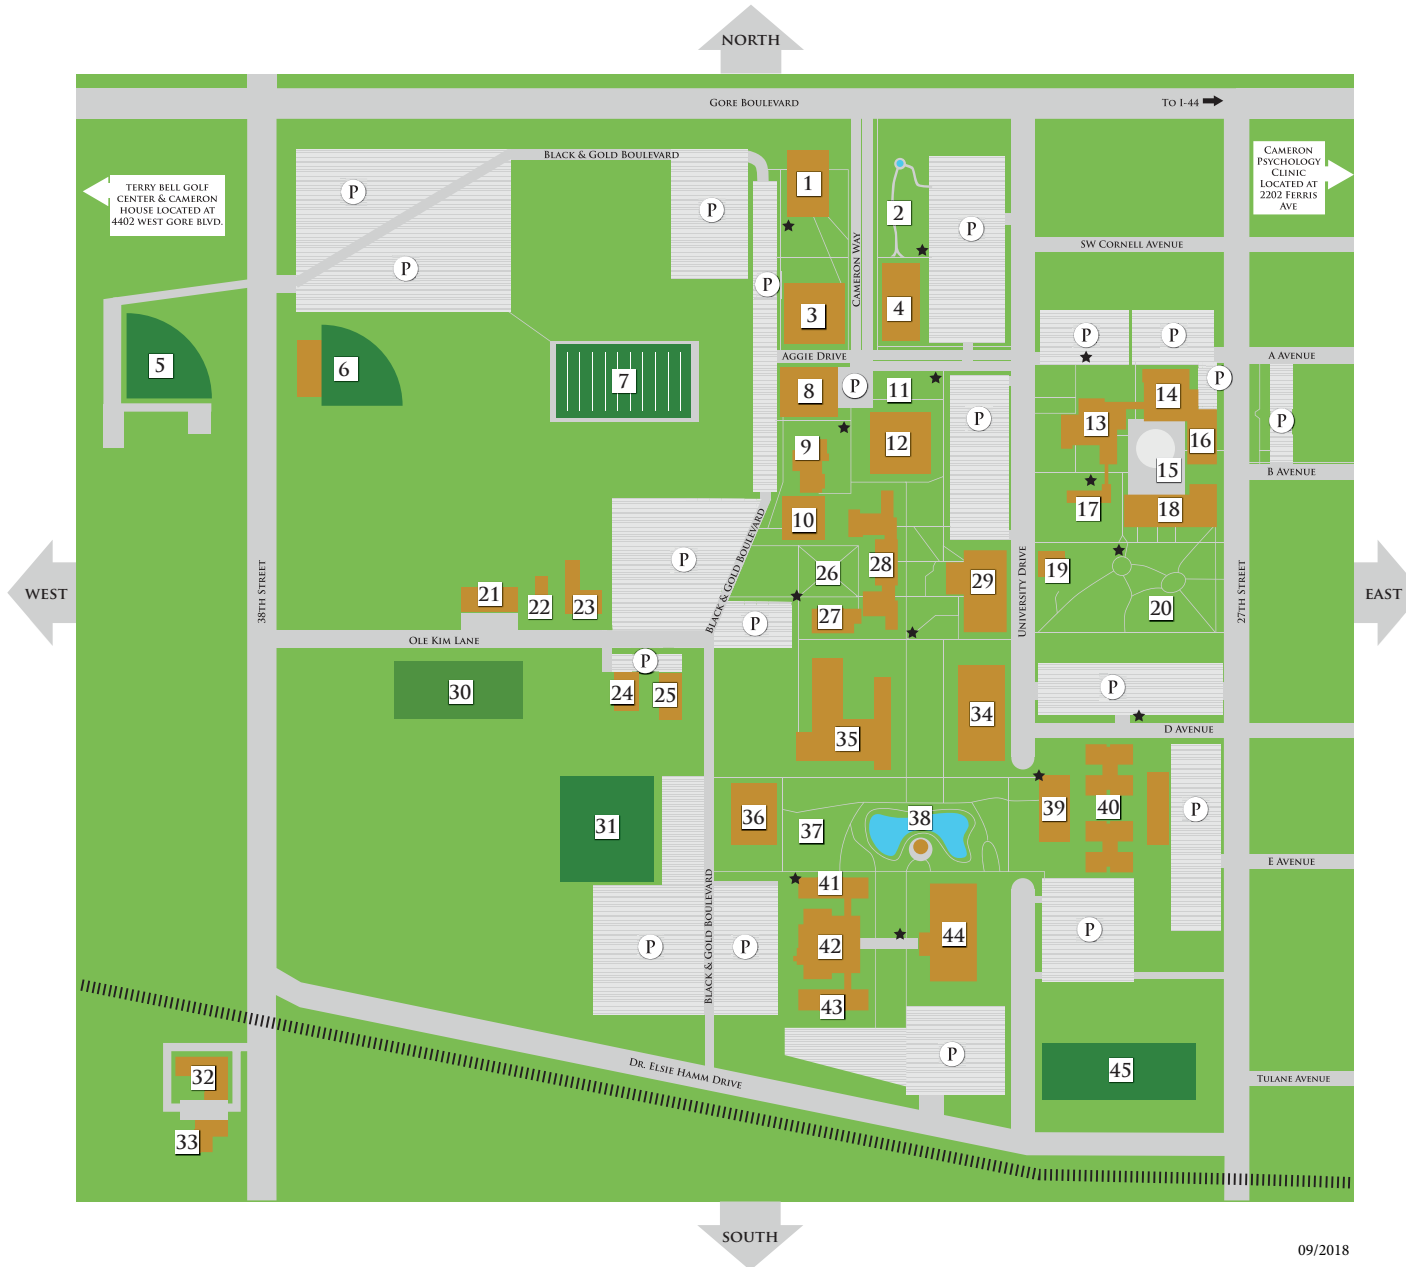 NORTH
GORE BOULEVARD
TO I-44
BLACK & GOLD BOULEVARD
TERRY BELL GOLF
CENTER & CAMERON
HOUSE LOCATED AT
4402 WEST GORE BLVD.
CAMERON
PSYCHOLOGY
CLINIC
LOCATED AT
2202 FERRIS
AVE
P
P
P
P
P
1
2
CAMERON WAY
SW CORNELL AVENUE
3
4
5
6
7
AGGIE DRIVE
P
P
A AVENUE
8
P
11
P
14
P
13
16
P
9
12
15
B AVENUE
10
17
18
P
BLACK & GOLD BOULEVARD
26
28
29
UNIVERSITY DRIVE
19
20
27TH STREET
38TH STREET
WEST
EAST
21
22
23
27
P
OLE KIM LANE
P
30
24
25
P
34
35
D AVENUE
31
36
37
38
39
40
P
E AVENUE
BLACK & GOLD BOULEVARD
41
P
P
42
44
P
43
P
32
33
DR. ELSIE HAMM DRIVE
45
TULANE AVENUE
SOUTH
09/2018